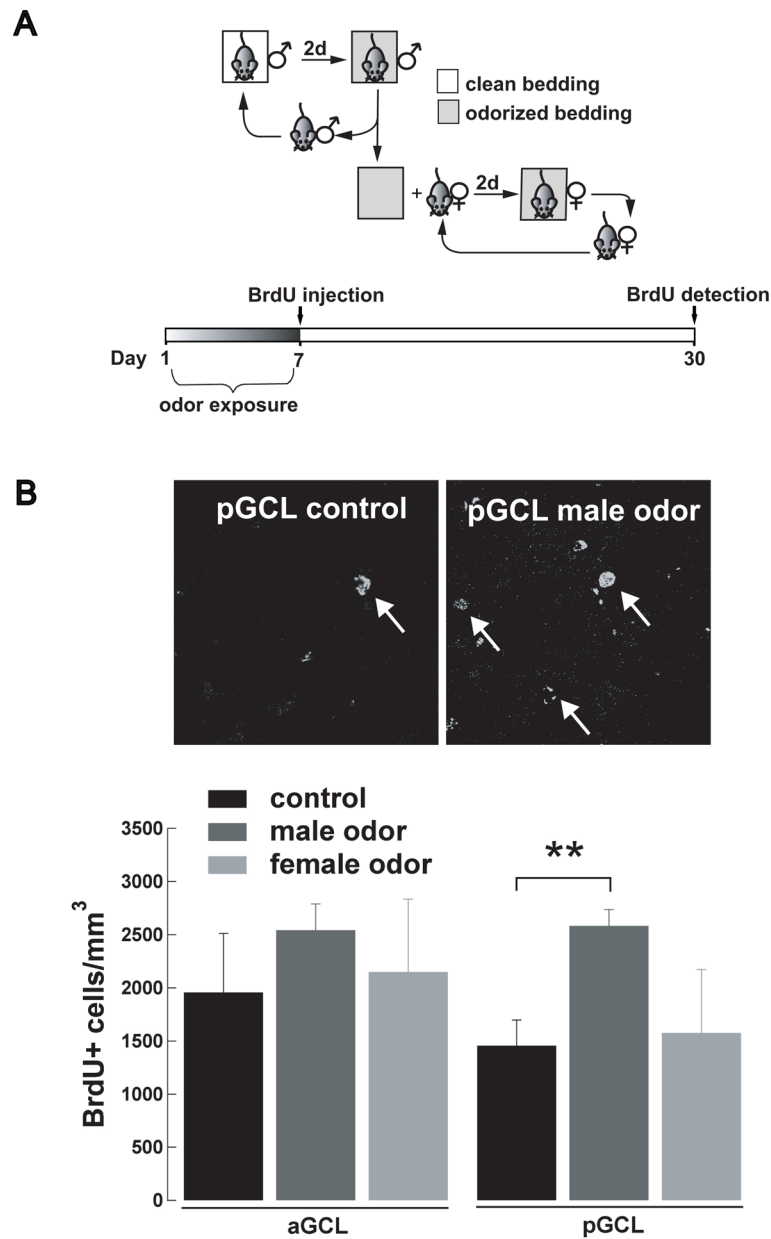 A
♂ 2d ♂
clean bedding
odorized bedding
♂
+ ♀ 2d ♀
♀
BrdU injection BrdU detection
Day 1 7 30
odor exposure
B
pGCL control pGCL male odor
control
male odor
female odor
**
3500
3000
2500
2000
1500
1000
500
0
BrdU+ cells/mm³
aGCL pGCL